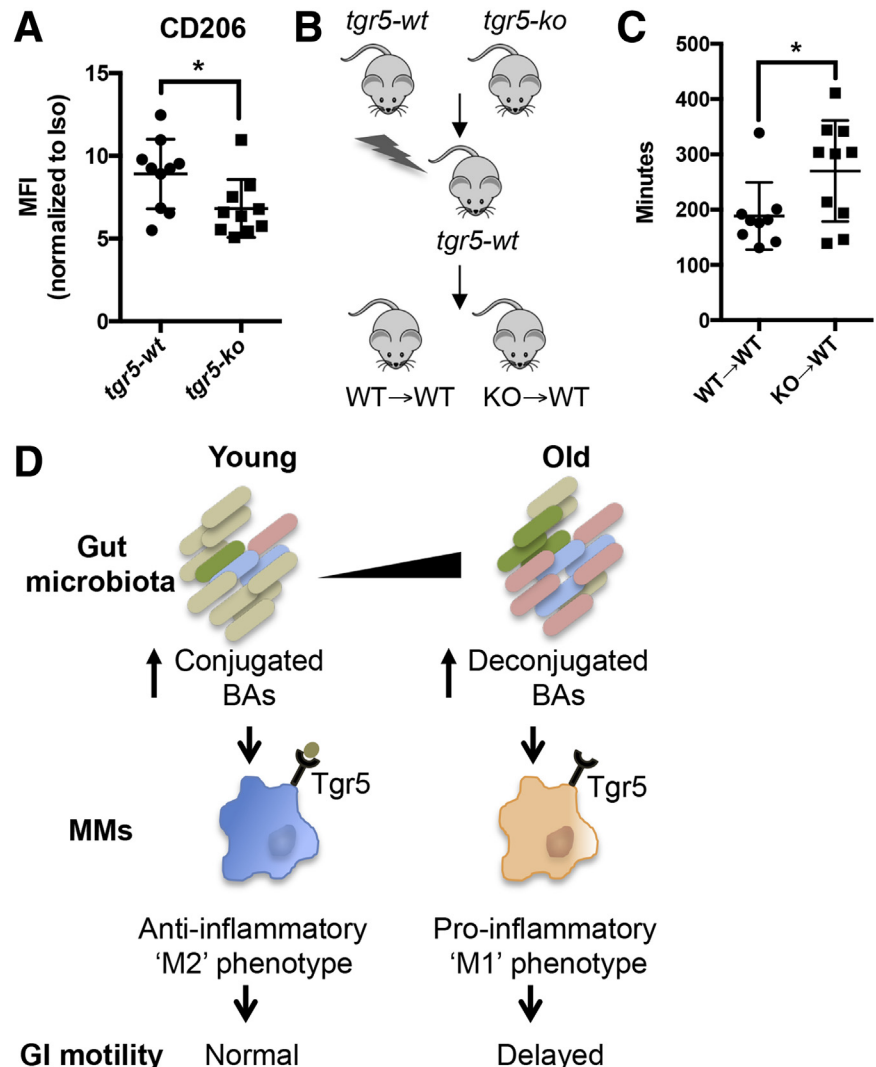 A
CD206
*
MFI
(normalized to Iso)
15
10
5
0
tgr5-wt
tgr5-ko
B
tgr5-wt
tgr5-ko
tgr5-wt
WT→WT
KO→WT
C
*
Minutes
500
400
300
200
100
0
WT→WT
KO→WT
D
Young
Old
Gut
microbiota
Conjugated
BAs
Deconjugated
BAs
Tgr5
Tgr5
MMs
Anti-inflammatory
‘M2’ phenotype
Pro-inflammatory
‘M1’ phenotype
GI motility
Normal
Delayed